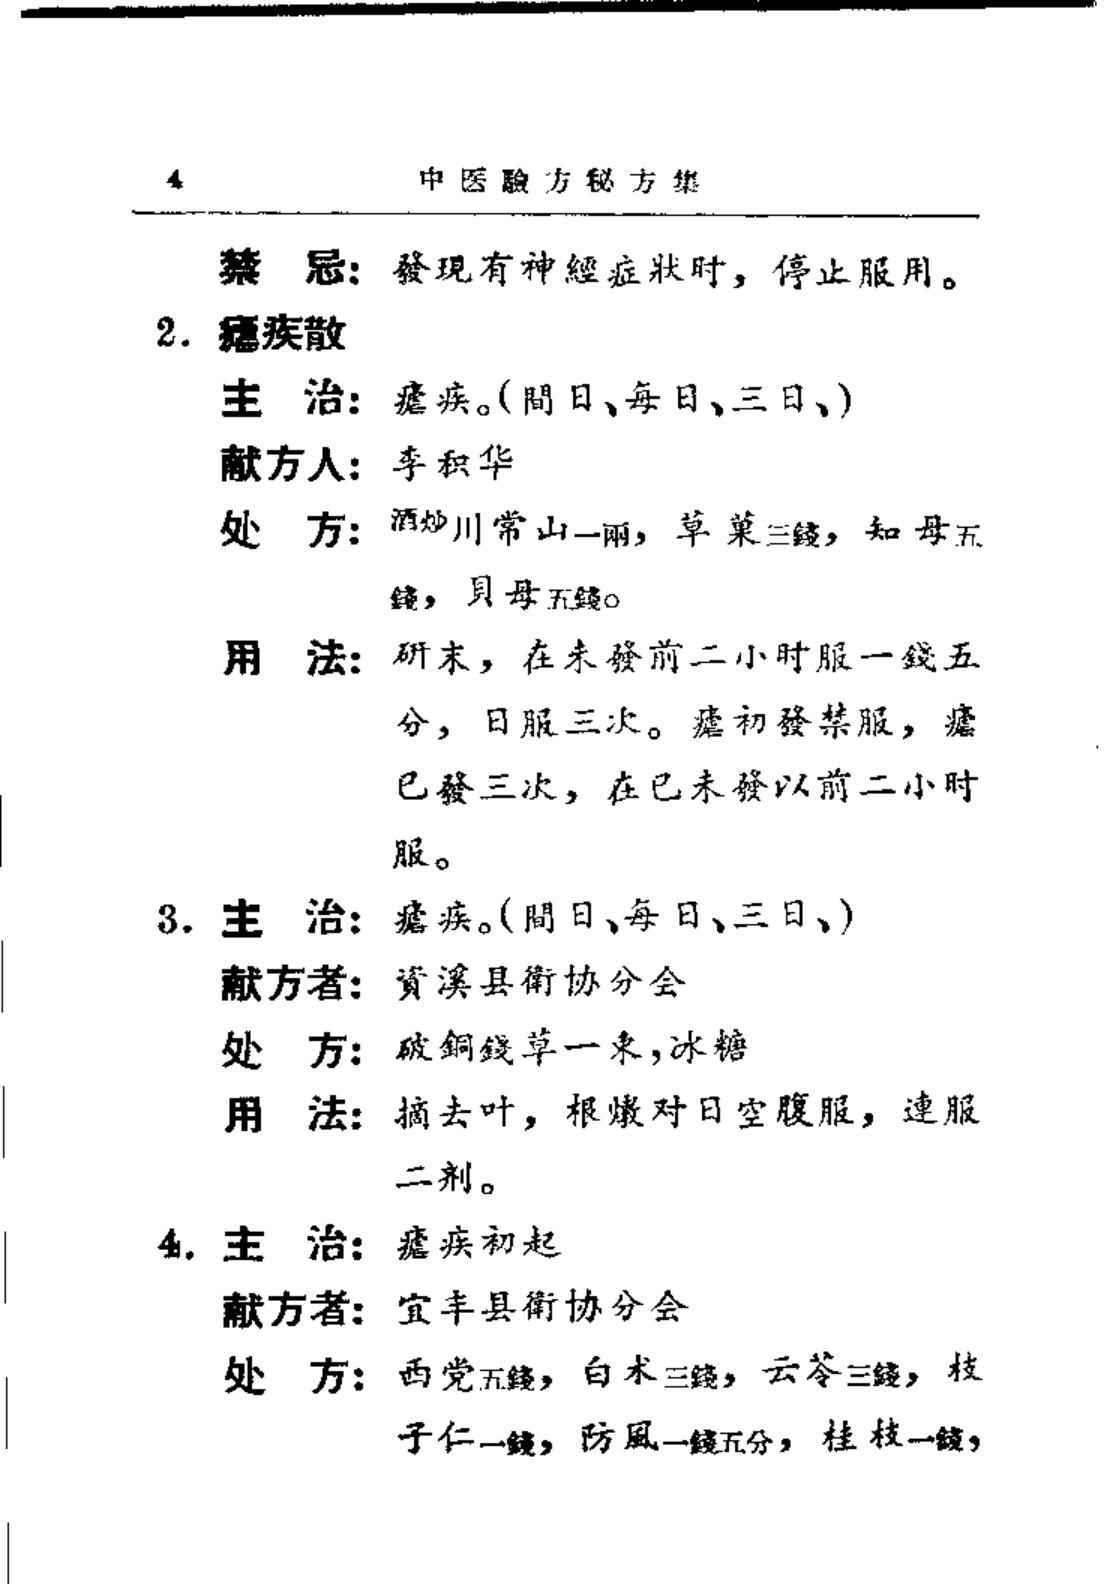 4 中医驗方秘方集
禁 忌: 發現有神經症狀时，停止服用。
2. 瘧疾散
主 治: 瘧疾。(間日、每日、三日、)
献方人: 李积华
处 方: 酒炒川常山一兩，草菓三錢，知母五
錢，貝母五錢。
用 法: 研末，在未發前二小时服一錢五
分，日服三次。瘧初發禁服，瘧
已發三次，在已未發以前二小时
服。
3. 主 治: 瘧疾。(間日、每日、三日、)
献方者: 資溪县衛协分会
处 方: 破銅錢草一束,冰糖
用 法: 摘去叶，根燉对日空腹服，連服
二剂。
4. 主 治: 瘧疾初起
献方者: 宜丰县衛协分会
处 方: 西党五錢，白术三錢，云苓三錢，枝
子仁一錢，防風一錢五分，桂枝一錢，